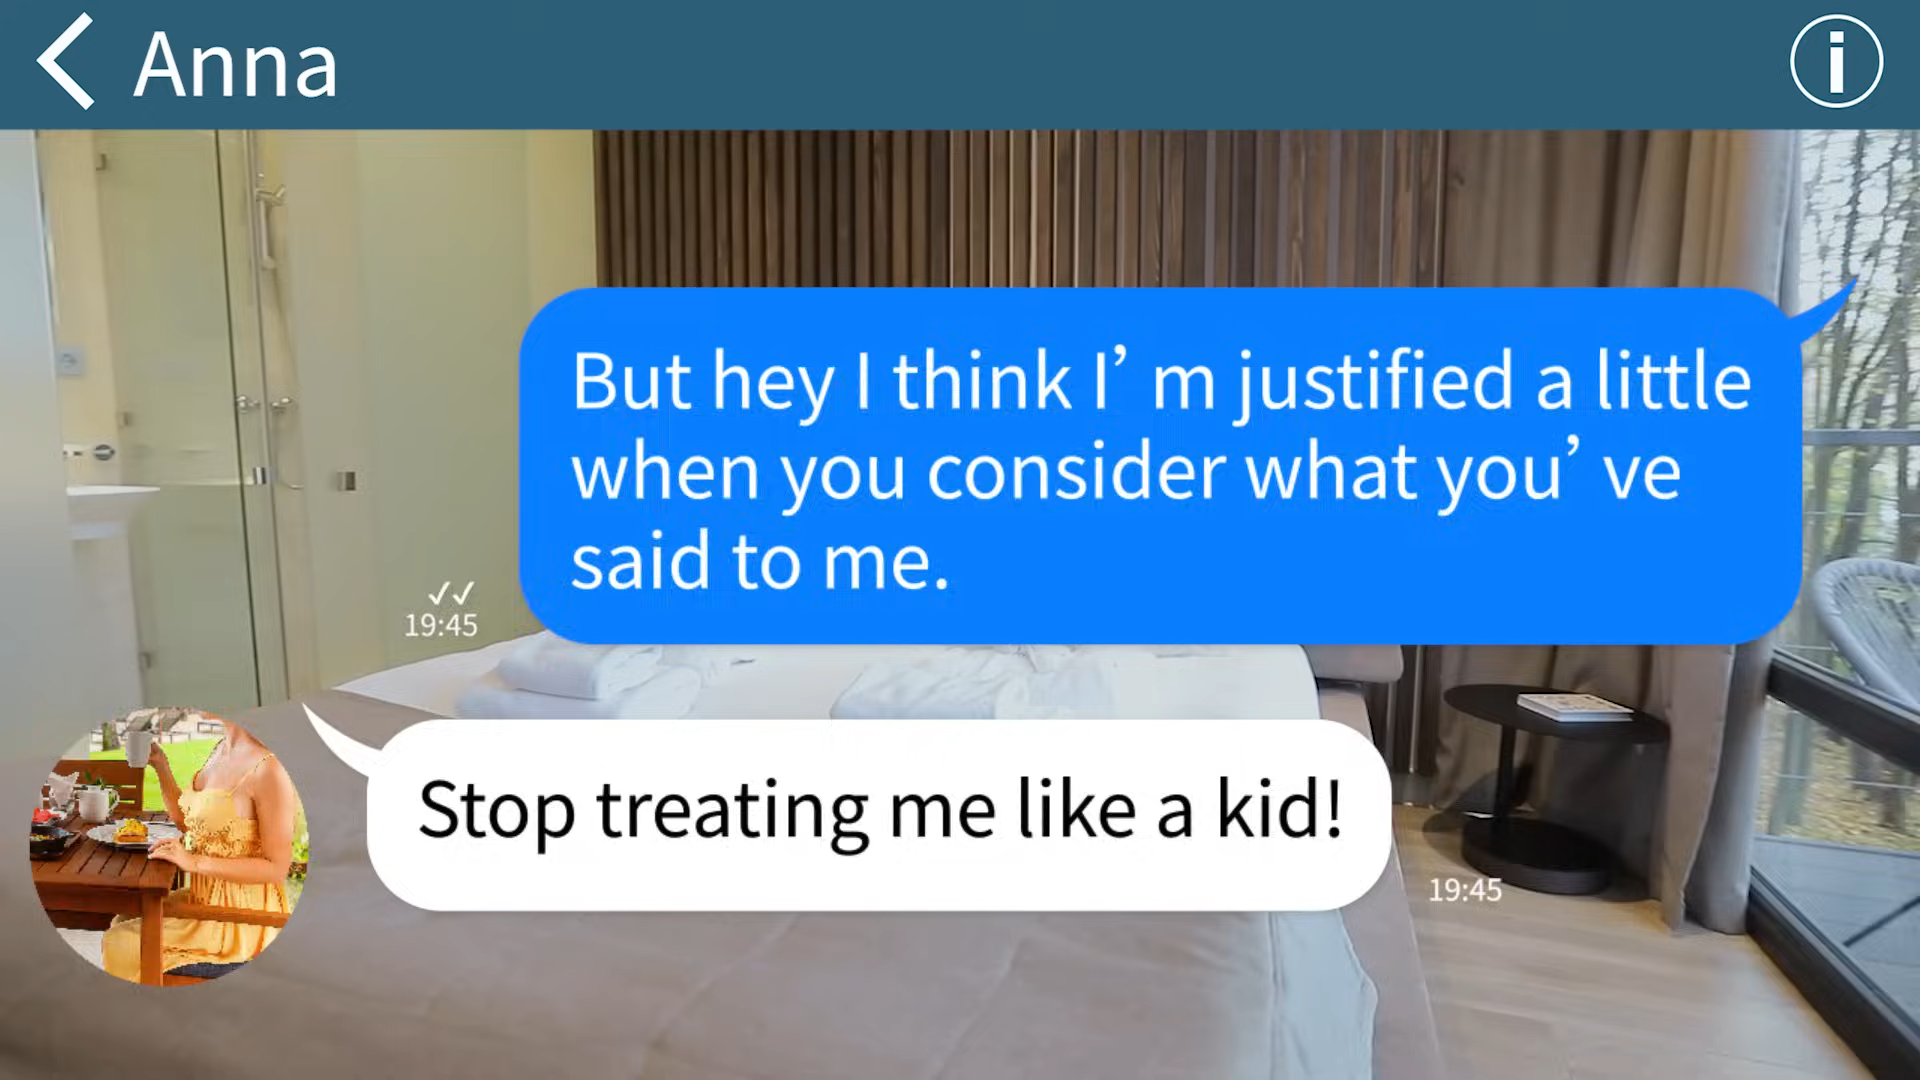 Anna
But hey I think I’m justified a little
when you consider what you’ve
said to me.
19:45
Stop treating me like a kid!
19:45